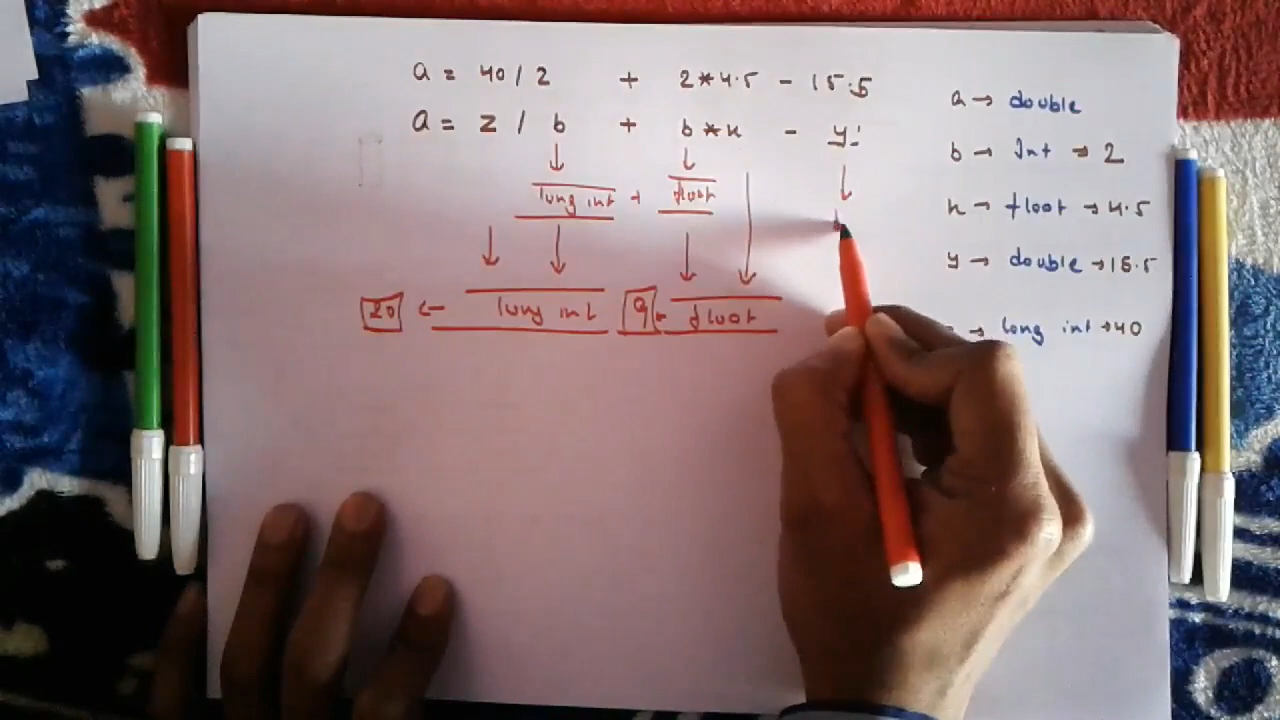 a = 40 / 2 + 2*4.5 - 15.5
a = z / b + b*x - y;
long int + float
20 ← long int 9 ← float
a → double
b → Int → 2
x → float → 4.5
y → double → 15.5
→ long int → 40